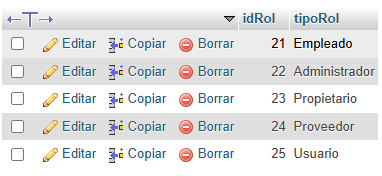 idRol tipoRol
Editar Copiar Borrar 21 Empleado
Editar Copiar Borrar 22 Administrador
Editar Copiar Borrar 23 Propietario
Editar Copiar Borrar 24 Proveedor
Editar Copiar Borrar 25 Usuario